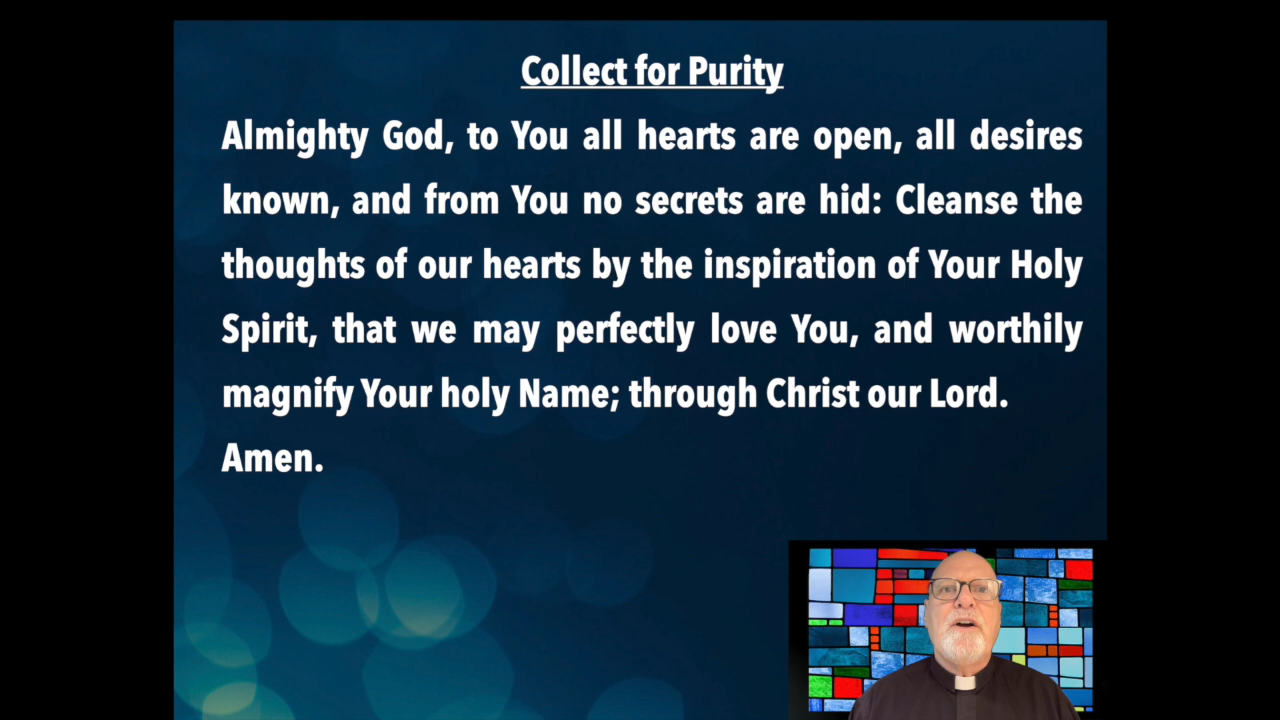 Collect for Purity
Almighty God, to You all hearts are open, all desires
known, and from You no secrets are hid: Cleanse the
thoughts of our hearts by the inspiration of Your Holy
Spirit, that we may perfectly love You, and worthily
magnify Your holy Name; through Christ our Lord.
Amen.